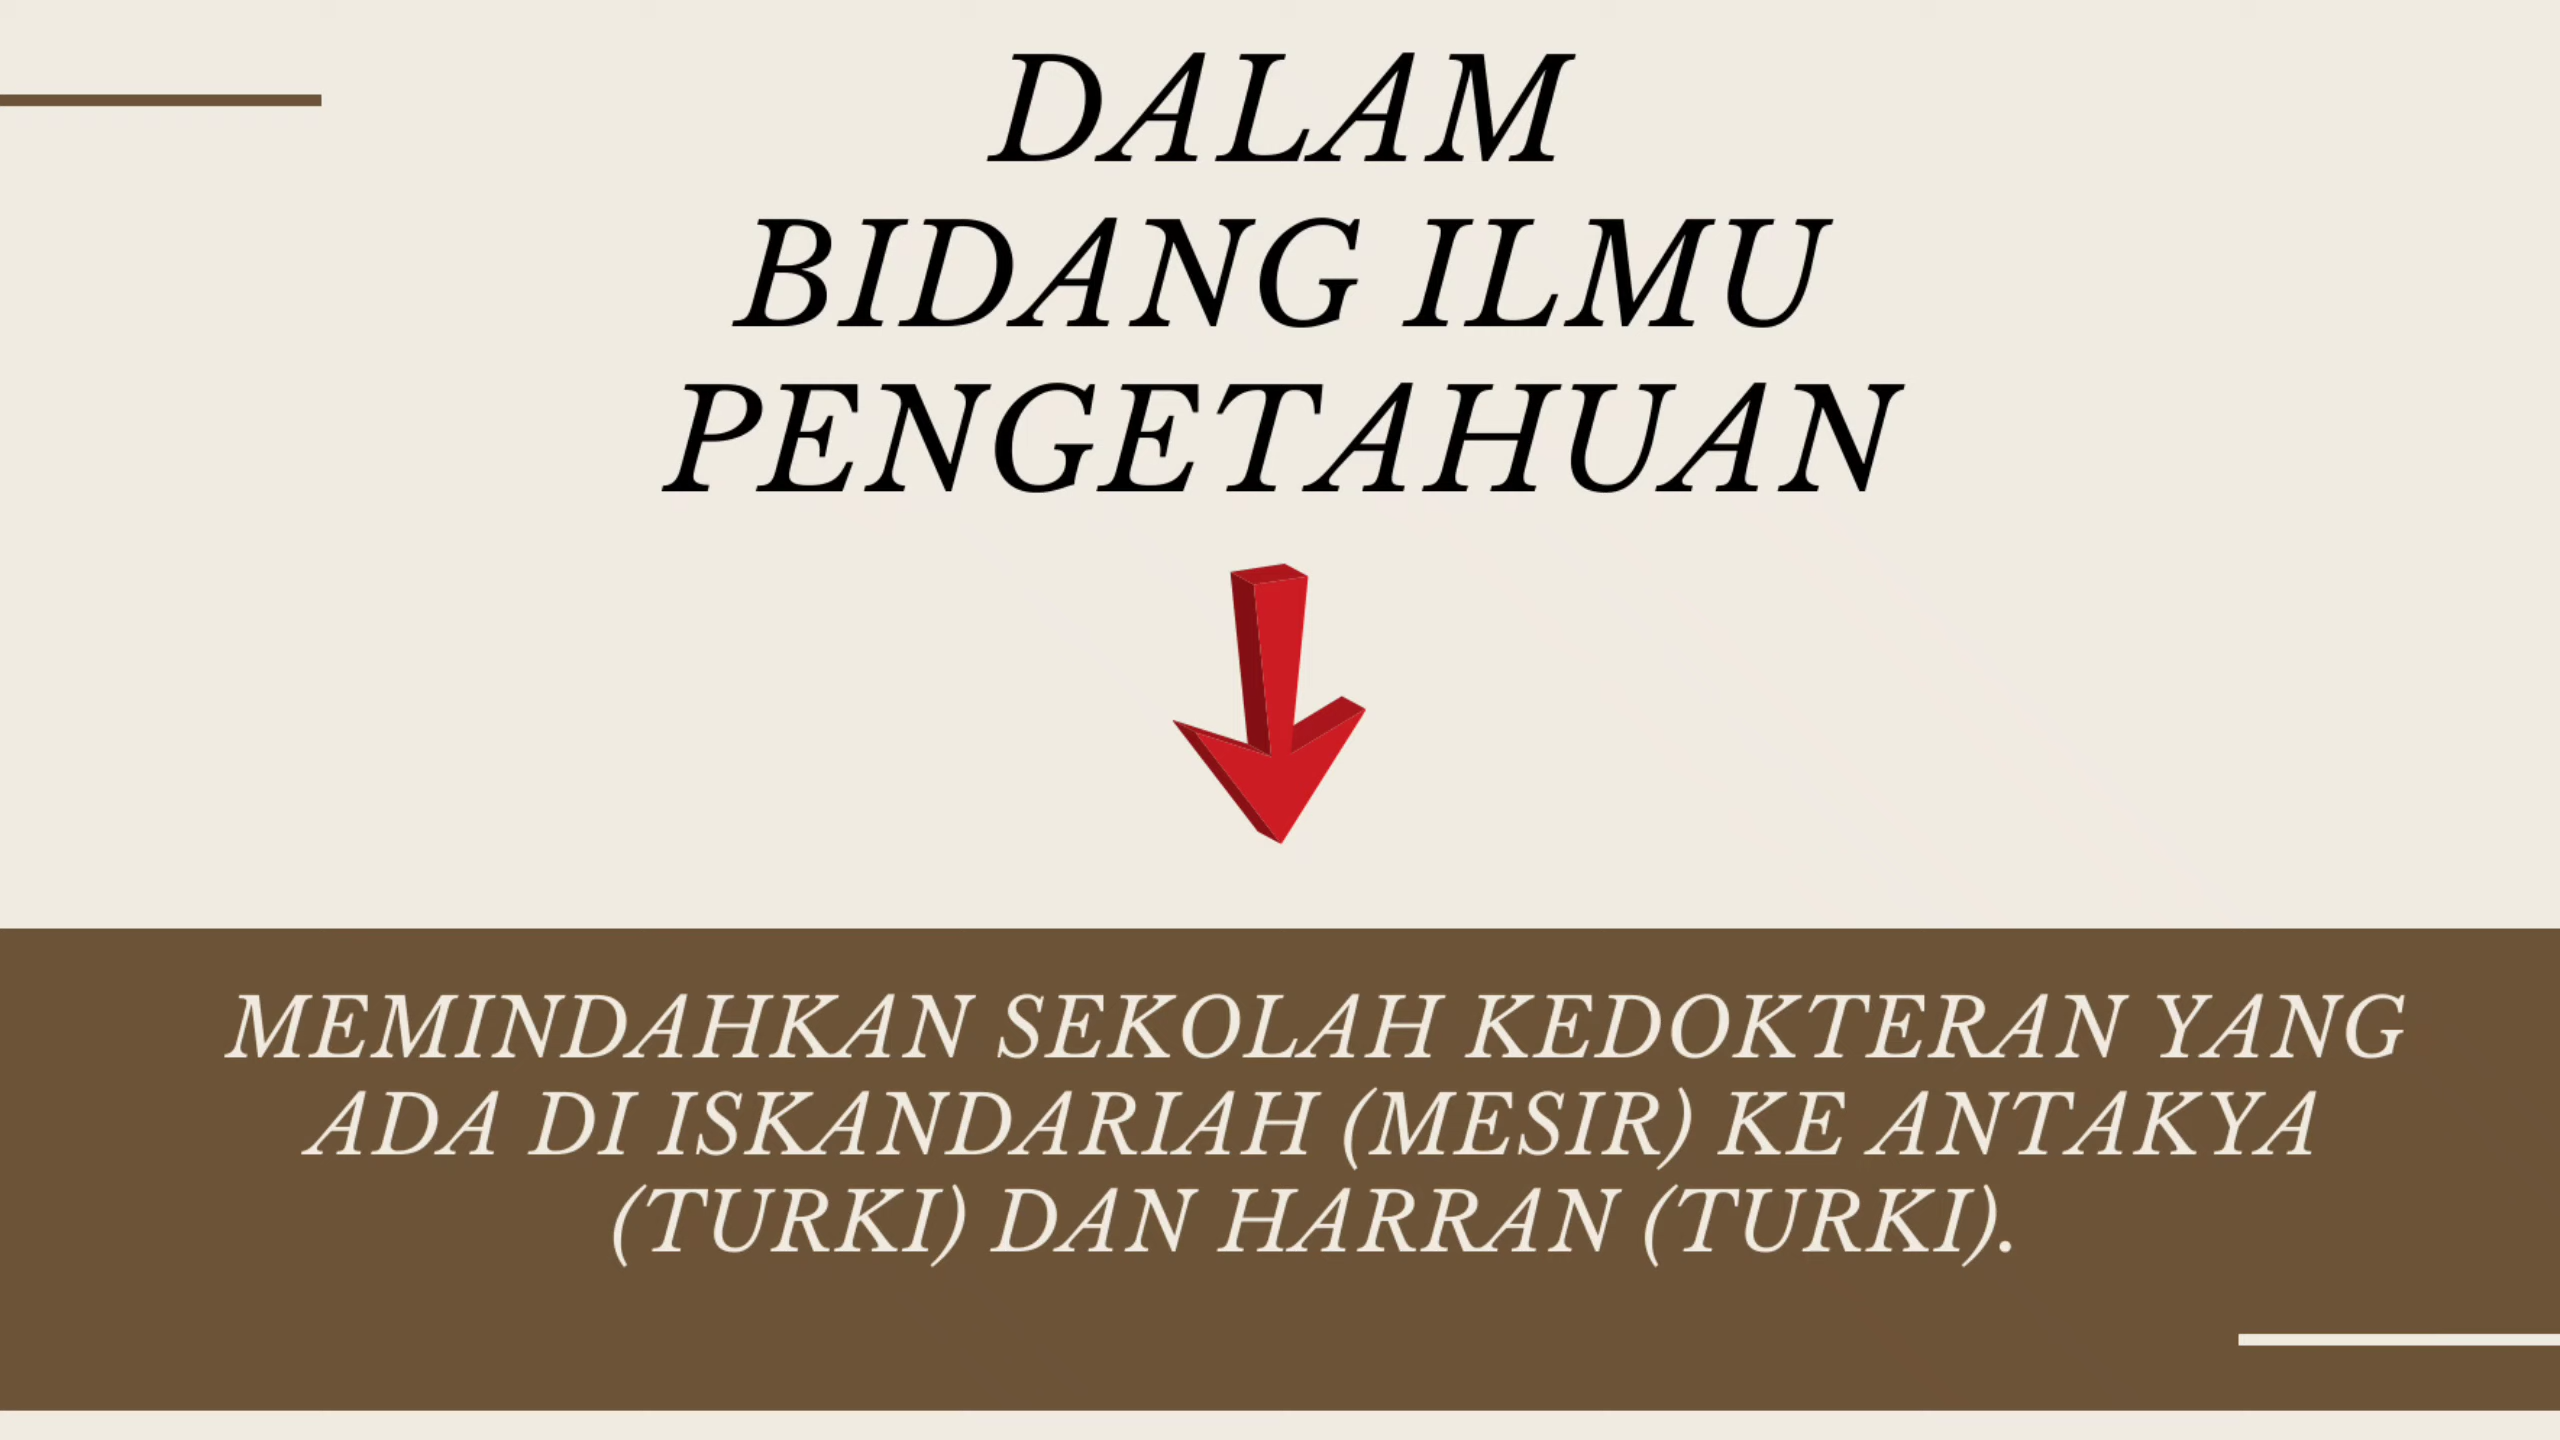 DALAM
BIDANG ILMU
PENGETAHUAN
MEMINDAHKAN SEKOLAH KEDOKTERAN YANG
ADA DI ISKANDARIAH (MESIR) KE ANTAKYA
(TURKI) DAN HARRAN (TURKI).